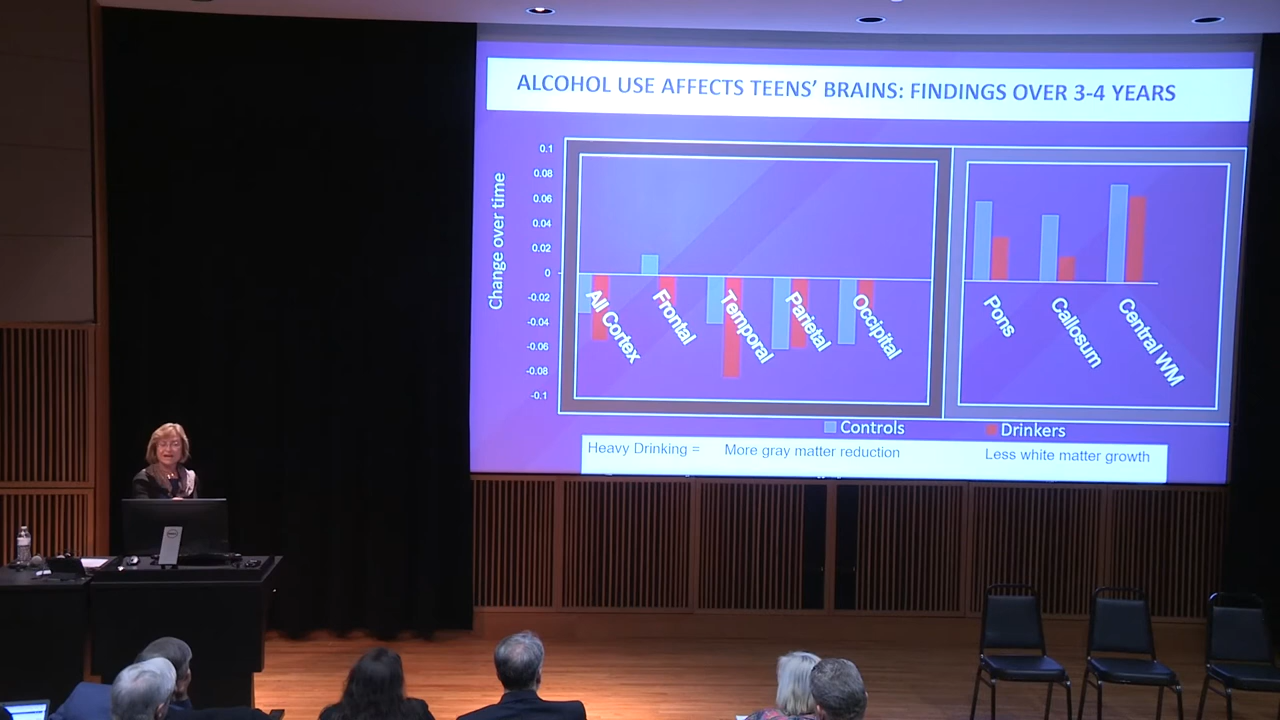 ALCOHOL USE AFFECTS TEENS’ BRAINS: FINDINGS OVER 3-4 YEARS
Change over time
0.1
0.08
0.06
0.04
0.02
0
-0.02
-0.04
-0.06
-0.08
-0.1
All Cortex
Frontal
Temporal
Parietal
Occipital
Pons
Callosum
Central WM
Controls
Drinkers
Heavy Drinking = More gray matter reduction Less white matter growth
DELL